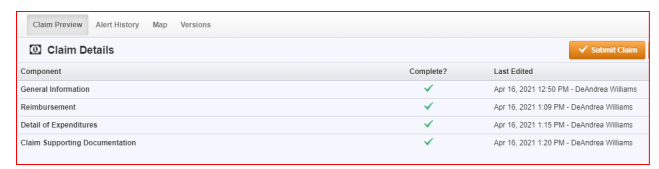 Claim Preview Alert History Map Versions
Claim Details Submit Claim
Component Complete? Last Edited
General Information Apr 16, 2021 12:50 PM - DeAndrea Williams
Reimbursement Apr 16, 2021 1:09 PM - DeAndrea Williams
Detail of Expenditures Apr 16, 2021 1:15 PM - DeAndrea Williams
Claim Supporting Documentation Apr 16, 2021 1:20 PM - DeAndrea Williams